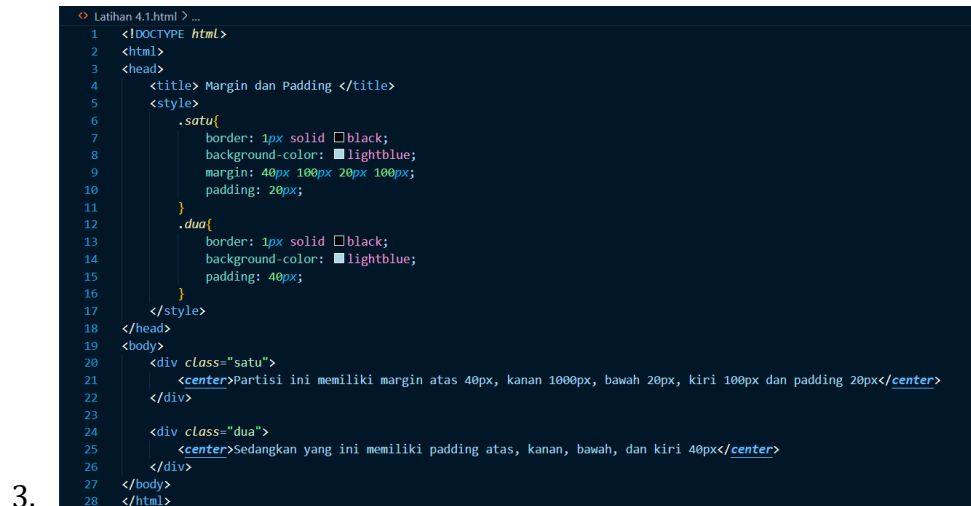 Latihan 4.1.html > ...
1 <!DOCTYPE html>
2 <html>
3 <head>
4 <title> Margin dan Padding </title>
5 <style>
6 .satu{
7 border: 1px solid black;
8 background-color: lightblue;
9 margin: 40px 100px 20px 100px;
10 padding: 20px;
11 }
12 .dua{
13 border: 1px solid black;
14 background-color: lightblue;
15 padding: 40px;
16 }
17 </style>
18 </head>
19 <body>
20 <div class="satu">
21 <center>Partisi ini memiliki margin atas 40px, kanan 1000px, bawah 20px, kiri 100px dan padding 20px</center>
22 </div>
23
24 <div class="dua">
25 <center>Sedangkan yang ini memiliki padding atas, kanan, bawah, dan kiri 40px</center>
26 </div>
27 </body>
3. 28 </html>